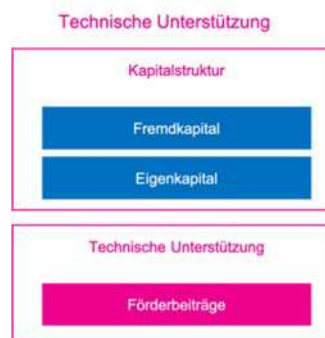 Technische Unterstützung
Kapitalstruktur
Fremdkapital
Eigenkapital
Technische Unterstützung
Förderbeiträge